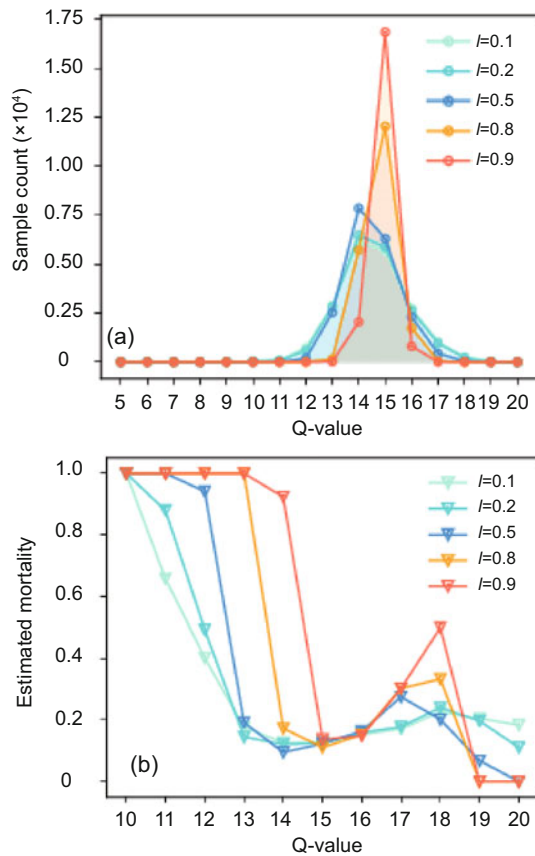 1.75
1.50
1.25
1.00
0.75
0.50
0.25
0
Sample count (×10⁴)
l=0.1
l=0.2
l=0.5
l=0.8
l=0.9
(a)
5 6 7 8 9 10 11 12 13 14 15 16 17 18 19 20
Q-value
1.0
0.8
0.6
0.4
0.2
0
Estimated mortality
l=0.1
l=0.2
l=0.5
l=0.8
l=0.9
(b)
10 11 12 13 14 15 16 17 18 19 20
Q-value